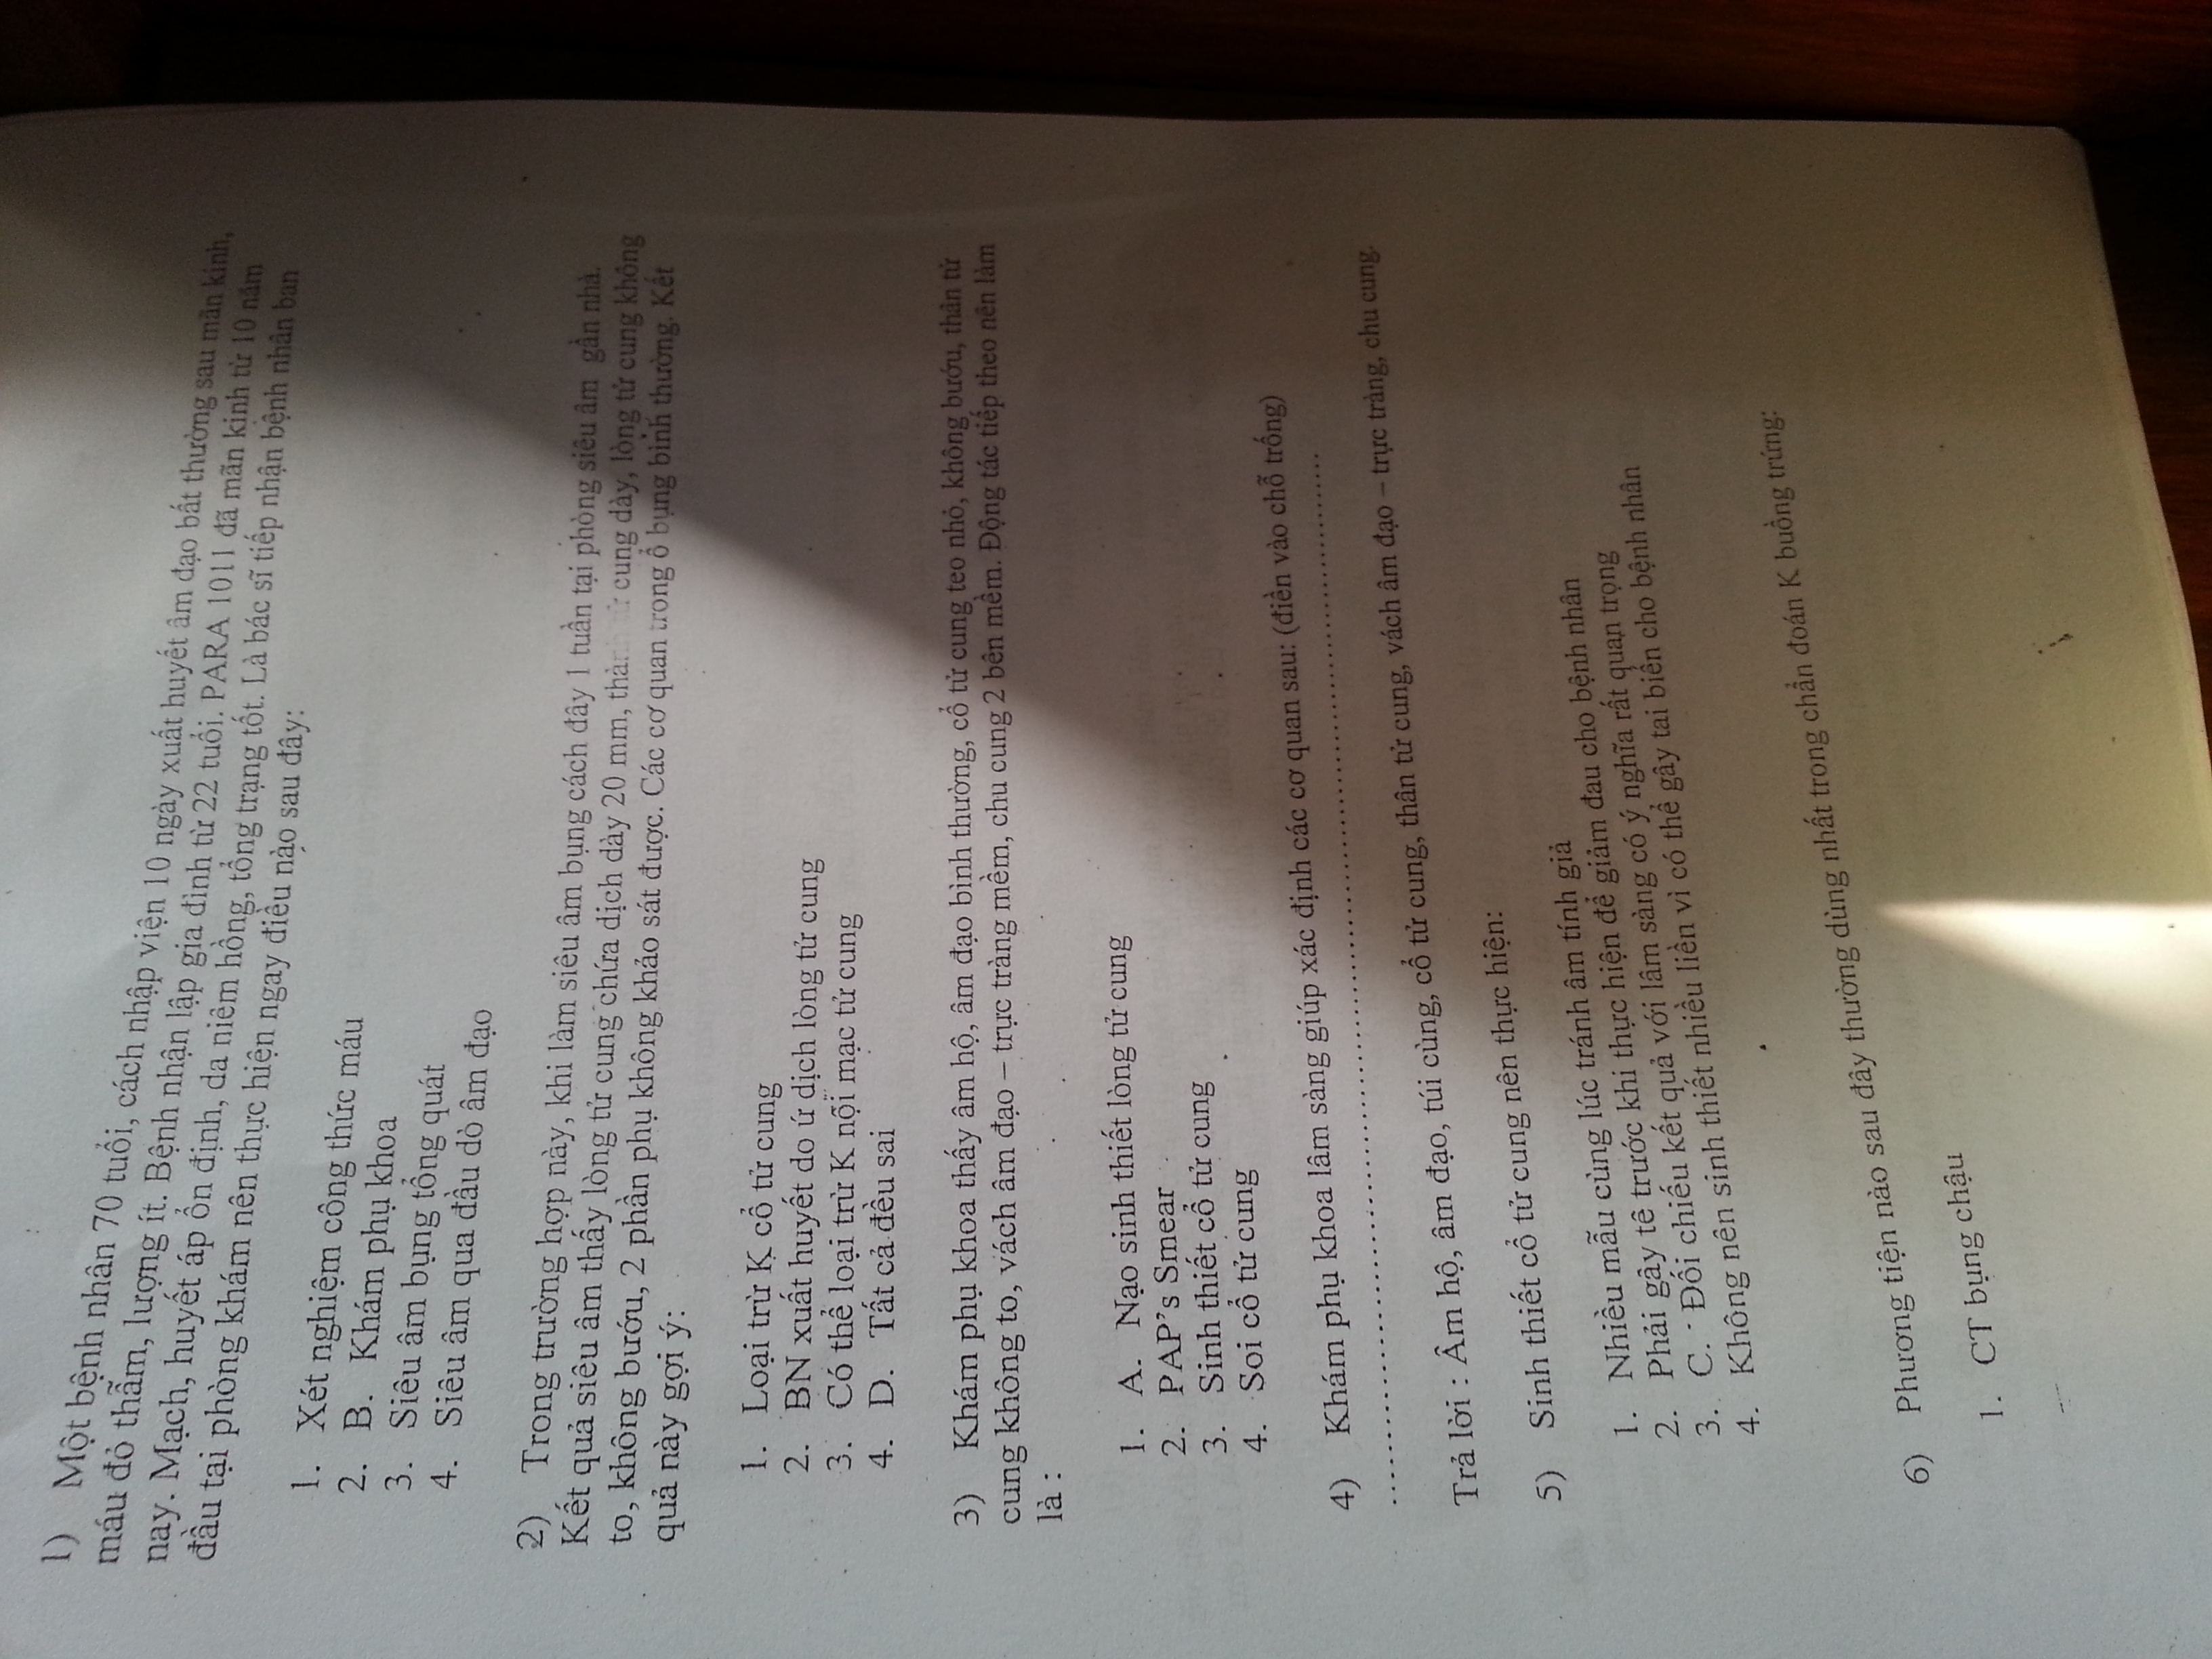 1) Một bệnh nhân 70 tuổi, cách nhập viện 10 ngày xuất huyết âm đạo bất thường sau mãn kinh,
máu đỏ thẫm, lượng ít. Bệnh nhận lập gia đình từ 22 tuổi. PARA 1011 đã mãn kinh từ 10 năm
nay. Mạch, huyết áp ổn định, da niêm hồng, tổng trạng tốt. Là bác sĩ tiếp nhận bệnh nhân ban
đầu tại phòng khám nên thực hiện ngay điều nào sau đây:
1. Xét nghiệm công thức máu
2. B. Khám phụ khoa
3. Siêu âm bụng tổng quát
4. Siêu âm qua đầu dò âm đạo
2) Trong trường hợp này, khi làm siêu âm bụng cách đây 1 tuần tại phòng siêu âm gần nhà.
Kết quả siêu âm thấy lòng tử cung chứa dịch dày 20 mm, thành tử cung dày, lòng tử cung không
to, không bướu, 2 phần phụ không khảo sát được. Các cơ quan trong ổ bụng bình thường. Kết
quả này gợi ý:
1. Loại trừ K cổ tử cung
2. BN xuất huyết do ứ dịch lòng tử cung
3. Có thể loại trừ K nội mạc tử cung
4. D. Tất cả đều sai
3) Khám phụ khoa thấy âm hộ, âm đạo bình thường, cổ tử cung teo nhỏ, không bướu, thân tử
cung không to, vách âm đạo – trực tràng mềm, chu cung 2 bên mềm. Động tác tiếp theo nên làm
là :
1. A. Nạo sinh thiết lòng tử cung
2. PAP’s Smear
3. Sinh thiết cổ tử cung
4. Soi cổ tử cung
4) Khám phụ khoa lâm sàng giúp xác định các cơ quan sau: (điền vào chỗ trống)
................................................................................
Trả lời : Âm hộ, âm đạo, túi cùng, cổ tử cung, thân tử cung, vách âm đạo – trực tràng, chu cung.
5) Sinh thiết cổ tử cung nên thực hiện:
1. Nhiều mẫu cùng lúc tránh âm tính giả
2. Phải gây tê trước khi thực hiện để giảm đau cho bệnh nhân
3. C. Đối chiếu kết quả với lâm sàng có ý nghĩa rất quan trọng
4. Không nên sinh thiết nhiều liền vì có thể gây tai biến cho bệnh nhân
6) Phương tiện nào sau đây thường dùng nhất trong chẩn đoán K buồng trứng:
1. CT bụng chậu